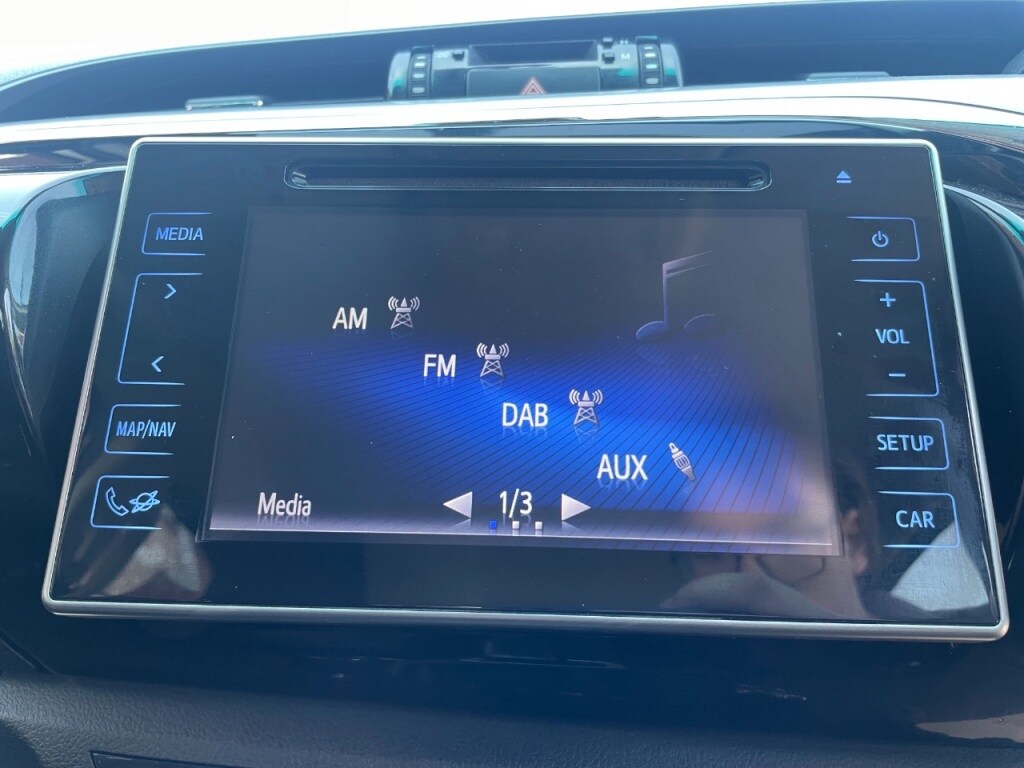 MEDIA
>
<
MAP/NAV
AM
FM
DAB
AUX
Media
1/3
+
VOL
-
SETUP
CAR